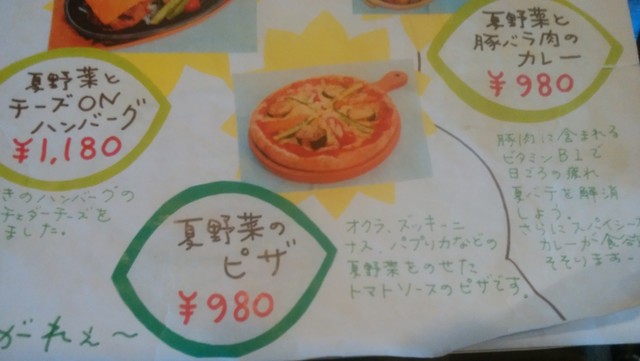 夏野菜と
豚バラ肉の
カレー
¥980
夏野菜と
チーズON
ハンバーグ
¥1,180
きのハンバーグの
チェダーチーズを
ました。
夏野菜の
ピザ
¥980
オクラ、ズッキーニ
ナス、パプリカなどの
夏野菜をのせた
トマトソースのピザです。
豚肉に含まれる
ビタミンB1で
日ごろの疲れ
夏バテを解消
しよう。
さらにスパイシー
カレーが食欲
そそります
がれぇ〜